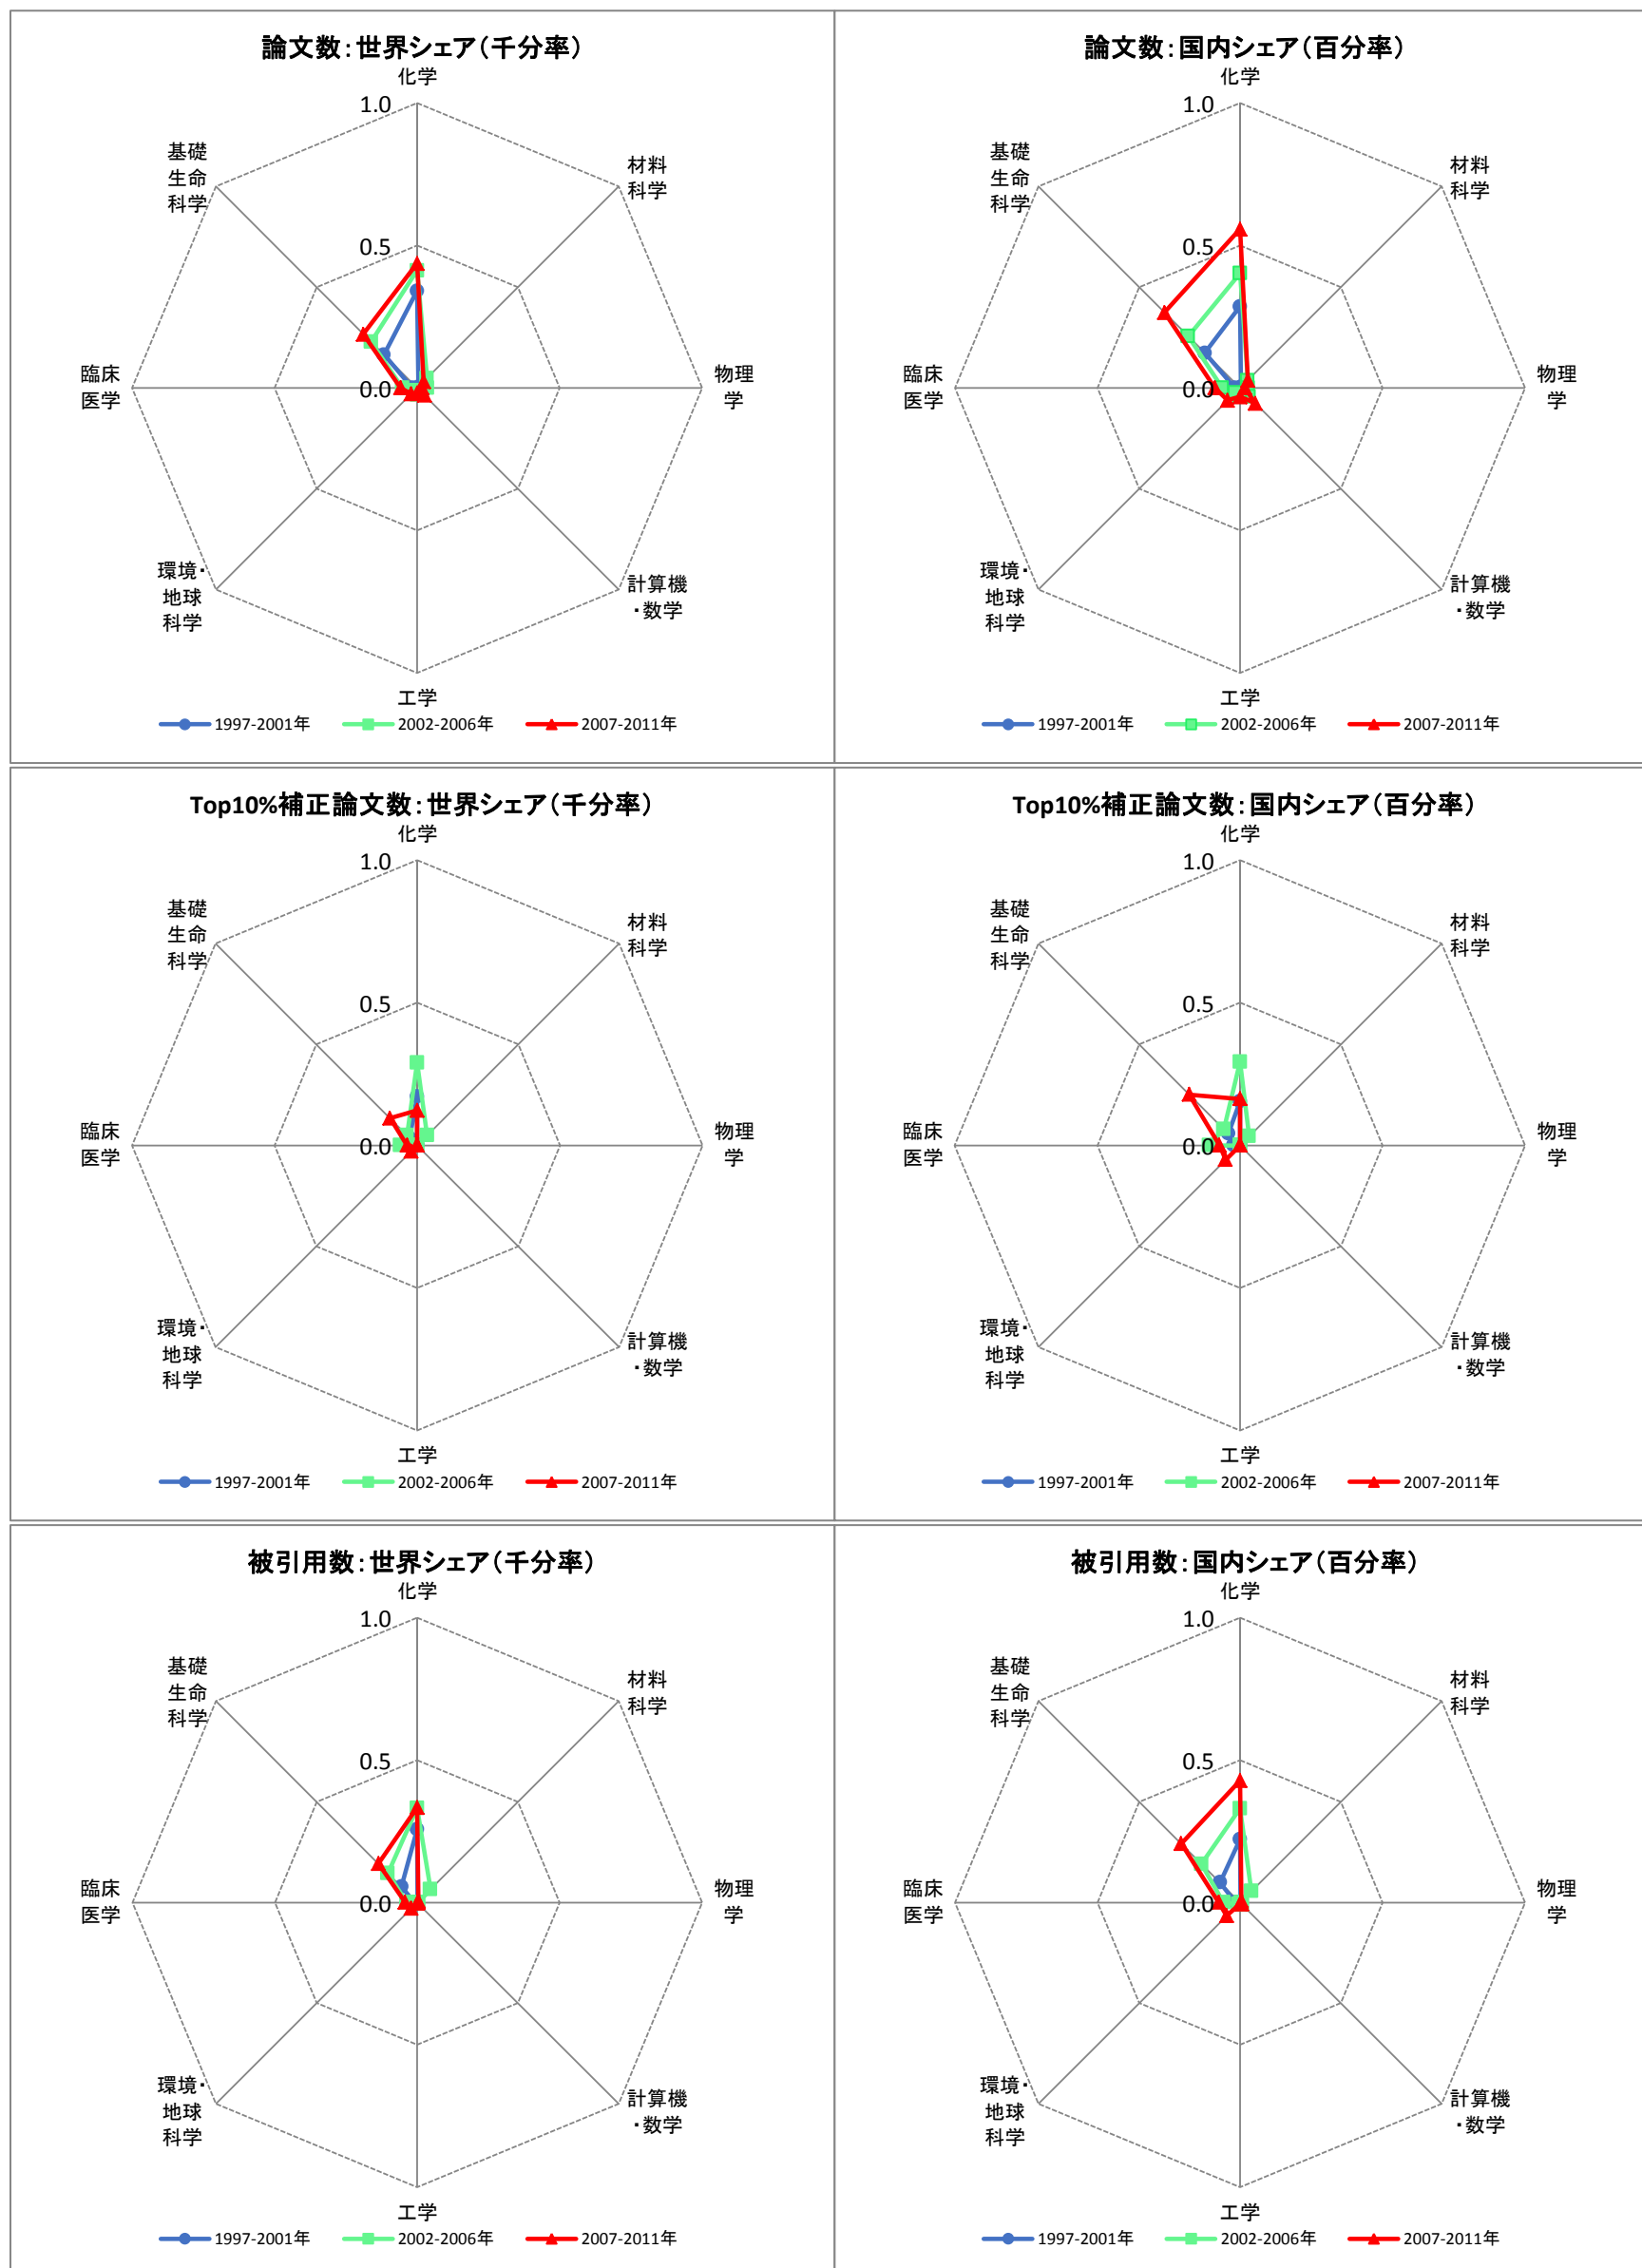 論文数：世界シェア（千分率）
化学
1.0
材料
科学
基礎
生命
科学
0.5
物理
学
臨床
医学
0.0
計算機
・数学
環境・
地球
科学
工学
1997-2001年
2002-2006年
2007-2011年
論文数：国内シェア（百分率）
化学
1.0
材料
科学
基礎
生命
科学
0.5
物理
学
臨床
医学
0.0
計算機
・数学
環境・
地球
科学
工学
1997-2001年
2002-2006年
2007-2011年
Top10%補正論文数：世界シェア（千分率）
化学
1.0
材料
科学
基礎
生命
科学
0.5
物理
学
臨床
医学
0.0
計算機
・数学
環境・
地球
科学
工学
1997-2001年
2002-2006年
2007-2011年
Top10%補正論文数：国内シェア（百分率）
化学
1.0
材料
科学
基礎
生命
科学
0.5
物理
学
臨床
医学
0.0
計算機
・数学
環境・
地球
科学
工学
1997-2001年
2002-2006年
2007-2011年
被引用数：世界シェア（千分率）
化学
1.0
材料
科学
基礎
生命
科学
0.5
物理
学
臨床
医学
0.0
計算機
・数学
環境・
地球
科学
工学
1997-2001年
2002-2006年
2007-2011年
被引用数：国内シェア（百分率）
化学
1.0
材料
科学
基礎
生命
科学
0.5
物理
学
臨床
医学
0.0
計算機
・数学
環境・
地球
科学
工学
1997-2001年
2002-2006年
2007-2011年